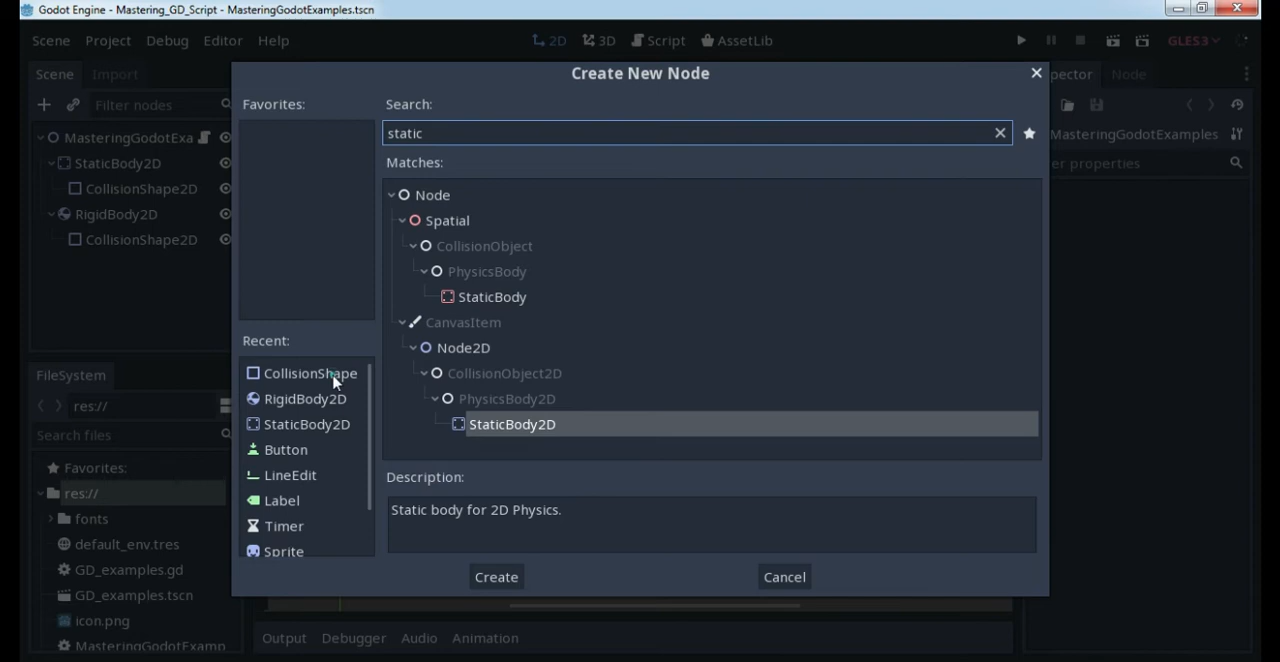 Godot Engine - Mastering_GD_Script - MasteringGodotExamples.tscn
Scene Project Debug Editor Help 2D 3D Script AssetLib GLES3
Scene Import
Filter nodes
MasteringGodotExa
StaticBody2D
CollisionShape2D
RigidBody2D
CollisionShape2D
FileSystem
res://
Search files
Favorites:
res://
fonts
default_env.tres
GD_examples.gd
GD_examples.tscn
icon.png
MasteringGodotExamp
Create New Node
Favorites:
Recent:
CollisionShape
RigidBody2D
StaticBody2D
Button
LineEdit
Label
Timer
Sprite
Search:
static
Matches:
Node
Spatial
CollisionObject
PhysicsBody
StaticBody
CanvasItem
Node2D
CollisionObject2D
PhysicsBody2D
StaticBody2D
Description:
Static body for 2D Physics.
Create Cancel
Output Debugger Audio Animation
pector Node
MasteringGodotExamples
er properties